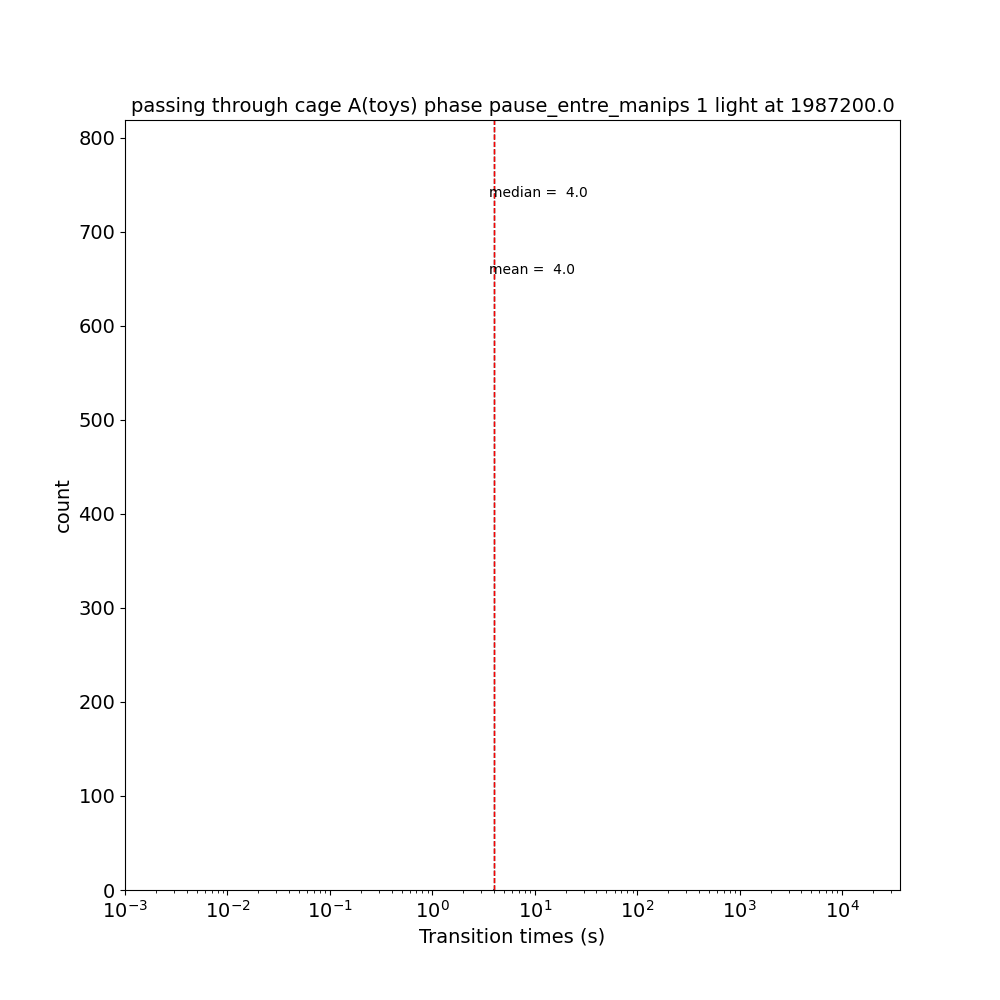 passing through cage A(toys) phase pause_entre_manips 1 light at 1987200.0
800
median =  4.0
700
mean =  4.0
600
500
count
400
300
200
100
0
10⁻³ 10⁻² 10⁻¹ 10⁰ 10¹ 10² 10³ 10⁴
Transition times (s)